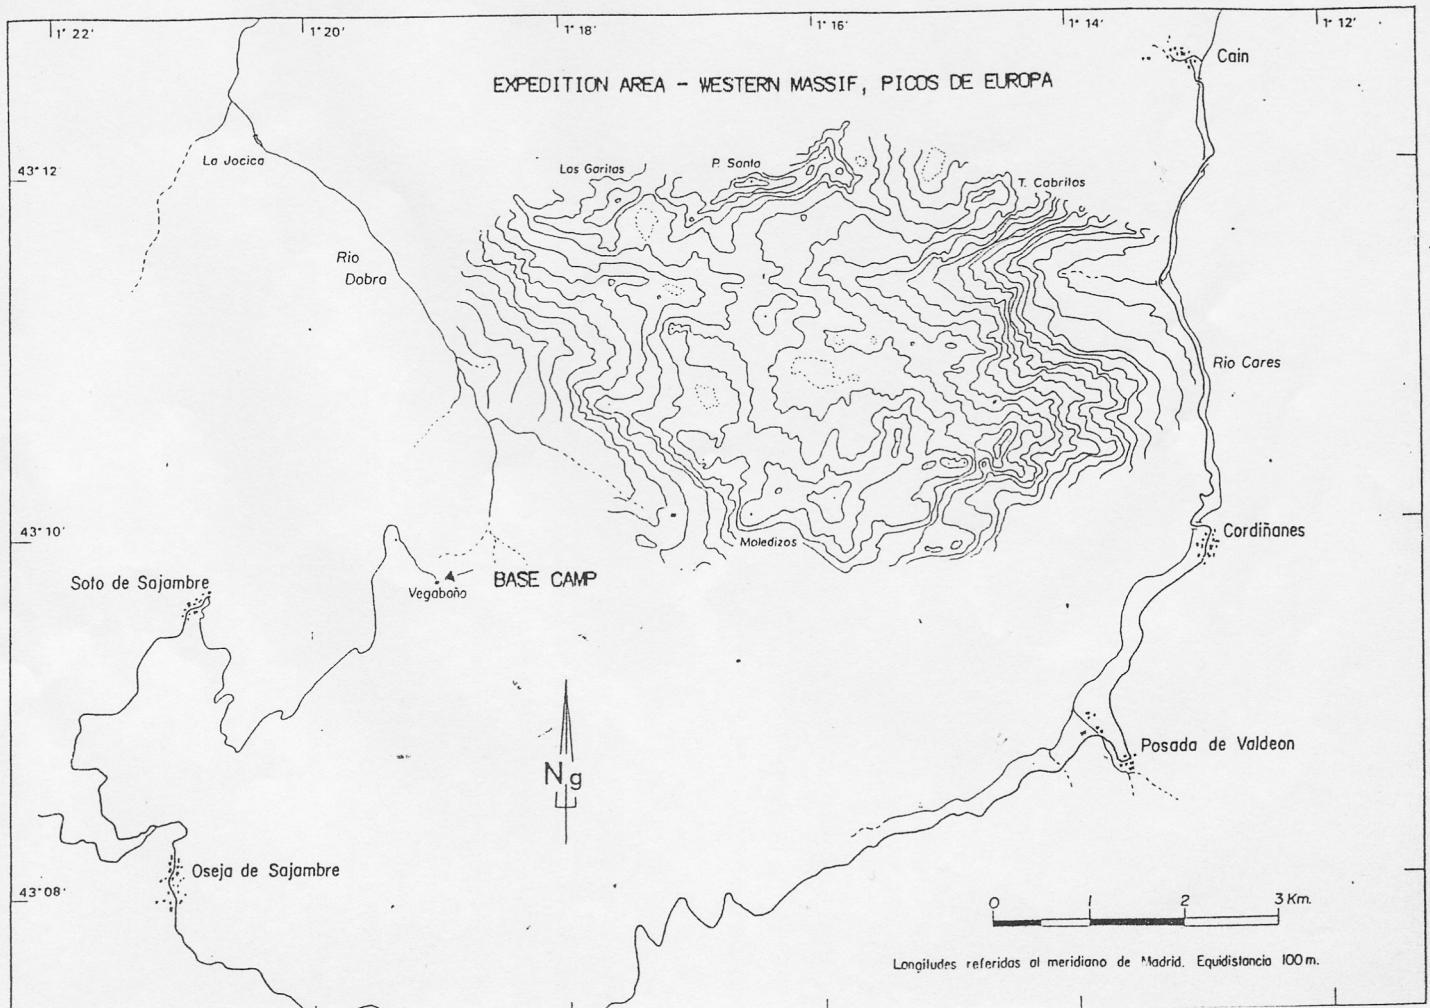 1° 22'
1° 20'
1° 18'
1° 16'
1° 14'
1° 12'
Cain
EXPEDITION AREA - WESTERN MASSIF, PICOS DE EUROPA
La Jocica
43° 12'
Los Garitas
P. Santa
T. Cabritas
Rio
Dobra
Rio Cares
43° 10'
Moledizos
Cordiñanes
Soto de Sajambre
BASE CAMP
Vegabaño
Ng
Posada de Valdeon
Oseja de Sajambre
43° 08'
0 1 2 3 Km.
Longitudes referidas al meridiano de Madrid. Equidistancia 100 m.